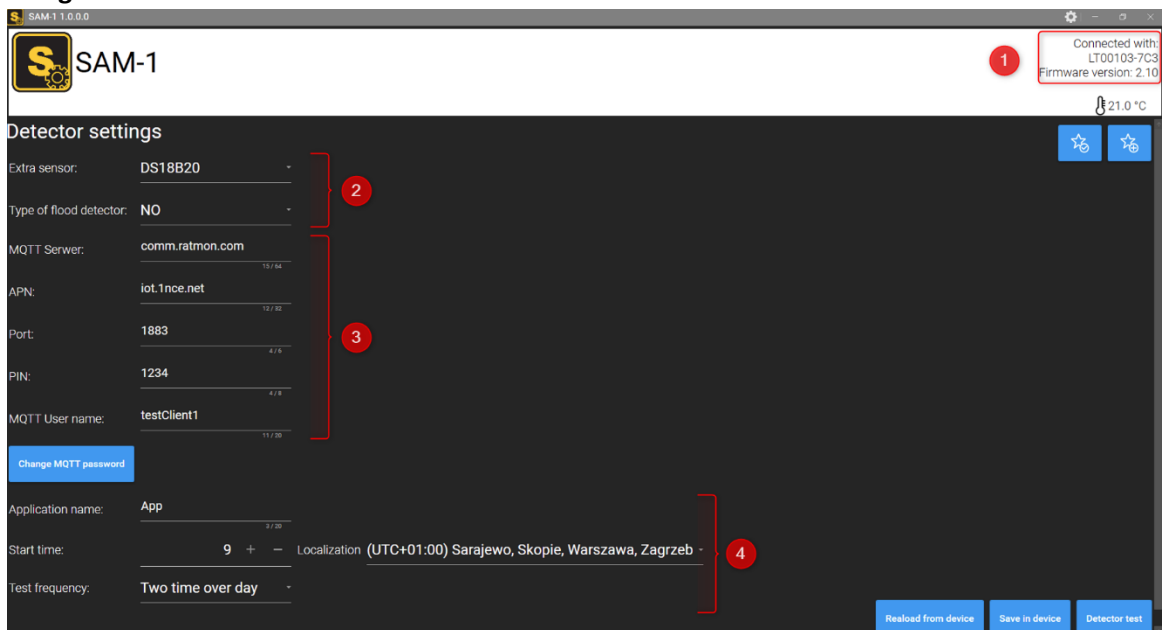 SAM-1 1.0.0.0
SAM-1
1
Connected with:
LT00103-7C3
Firmware version: 2.10
21.0 °C
Detector settings
Extra sensor: DS18B20
2
Type of flood detector: NO
MQTT Serwer: comm.ratmon.com
15 / 64
APN: iot.1nce.net
12 / 32
Port: 1883
3
4 / 6
PIN: 1234
4 / 8
MQTT User name: testClient1
11 / 20
Change MQTT password
Application name: App
3 / 20
Start time: 9 + − Localization (UTC+01:00) Sarajewo, Skopie, Warszawa, Zagrzeb
4
Test frequency: Two time over day
Reaload from device Save in device Detector test